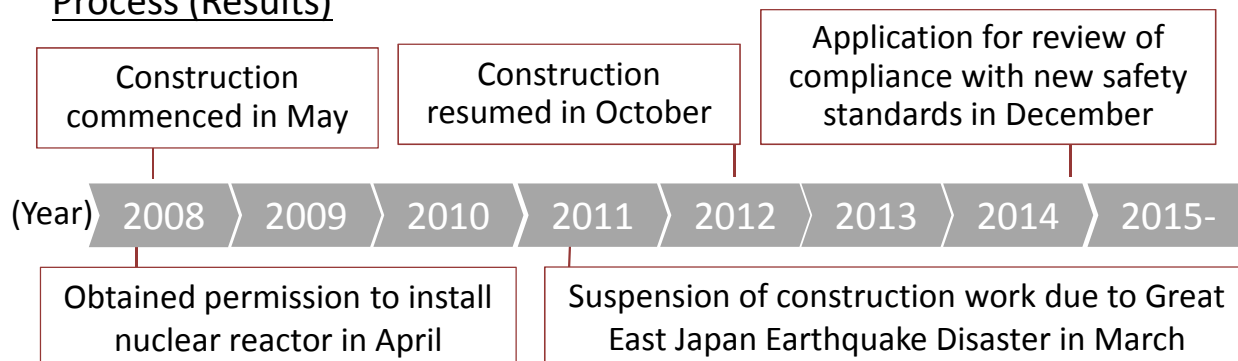 Process (Results)
Construction
commenced in May
Construction
resumed in October
Application for review of
compliance with new safety
standards in December
(Year) 2008 2009 2010 2011 2012 2013 2014 2015-
Obtained permission to install
nuclear reactor in April
Suspension of construction work due to Great
East Japan Earthquake Disaster in March